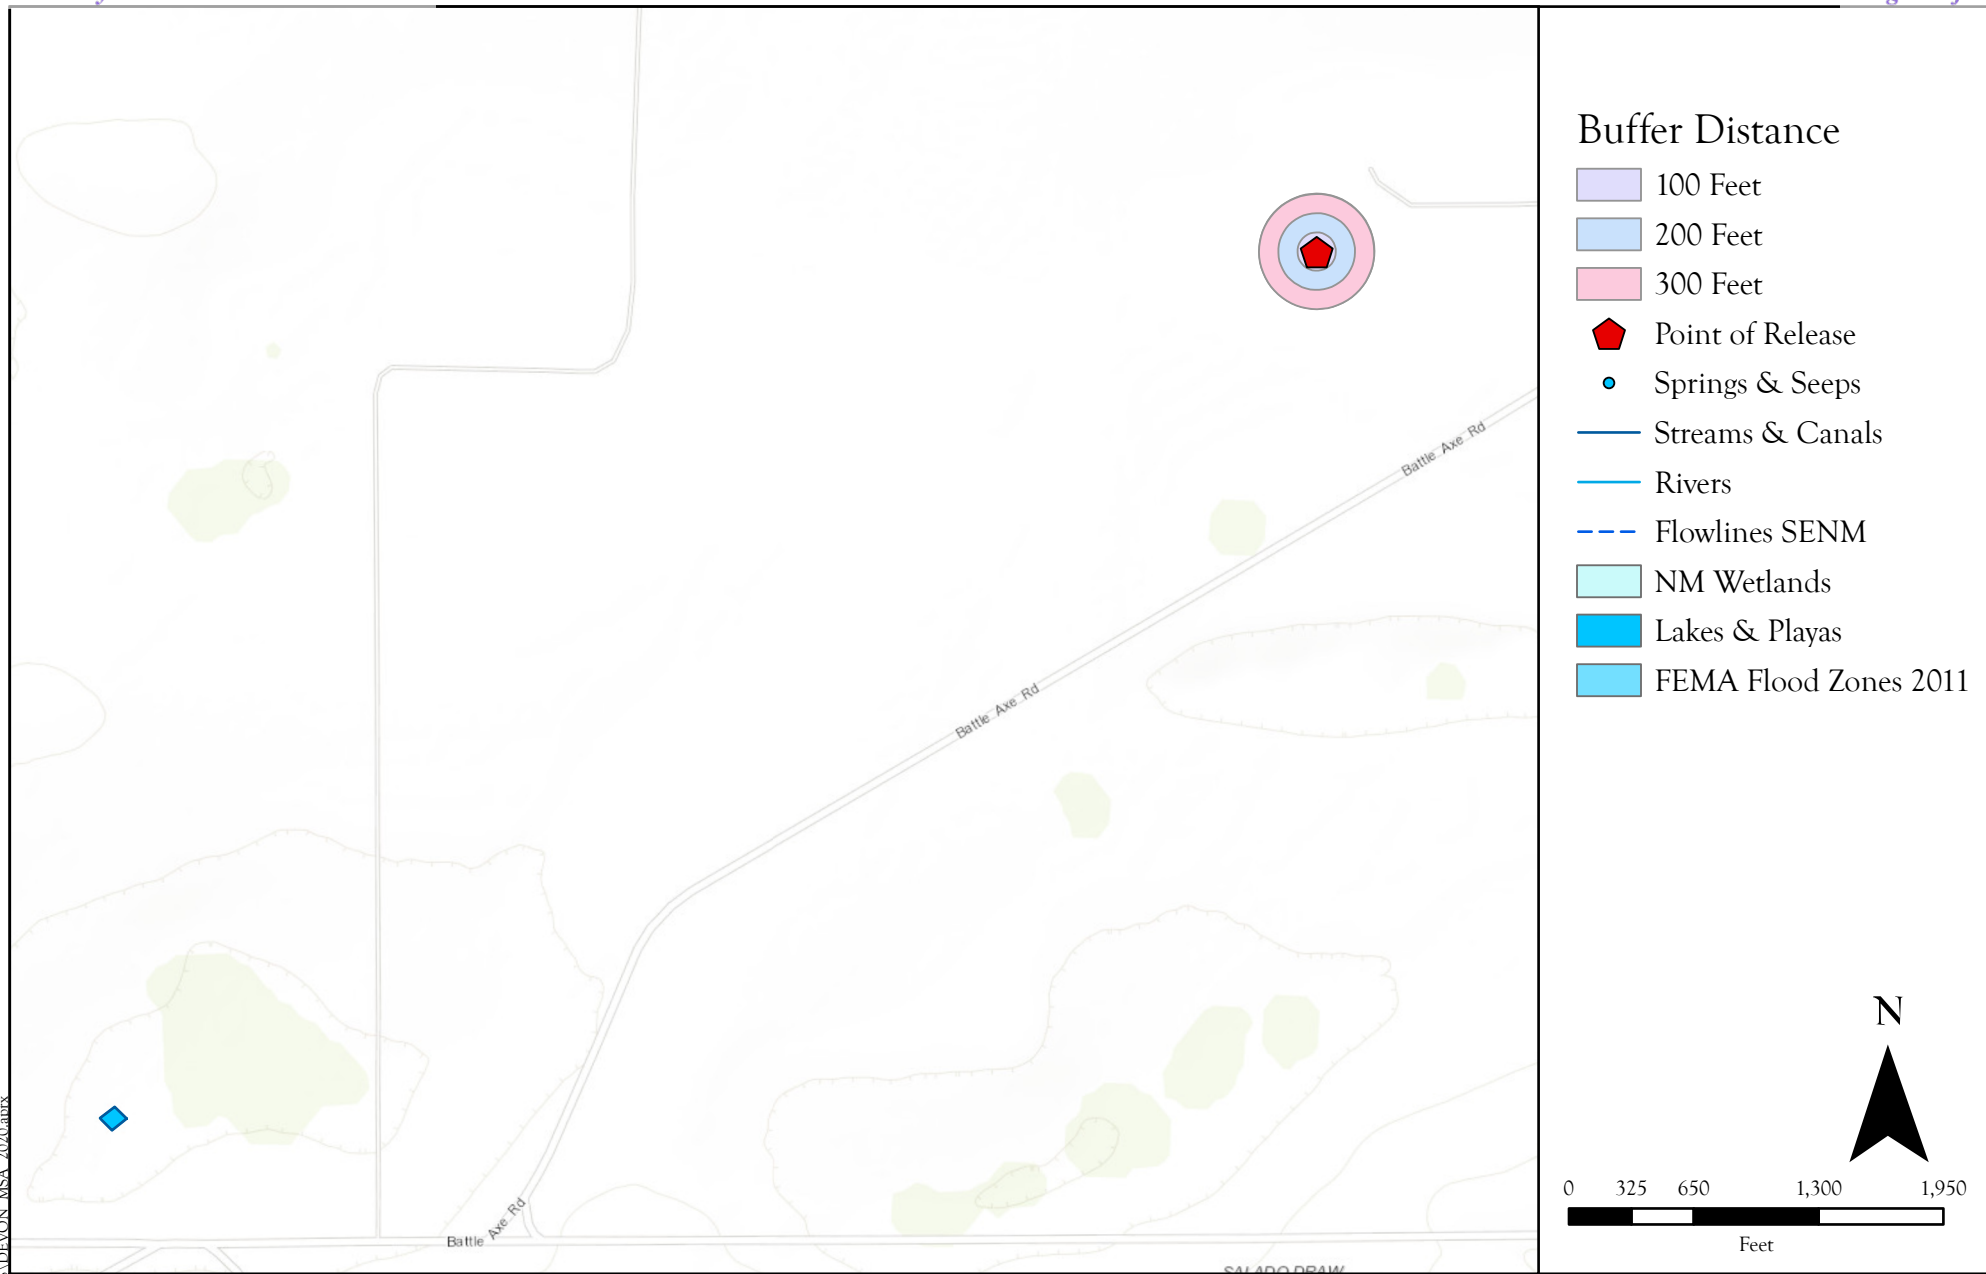 Buffer Distance
100 Feet
200 Feet
300 Feet
Point of Release
Springs & Seeps
Streams & Canals
Rivers
Flowlines SENM
NM Wetlands
Lakes & Playas
FEMA Flood Zones 2011
Battle Axe Rd
Battle Axe Rd
Battle Axe Rd
SALADO DRAW
N
0 325 650 1,300 1,950
Feet
DEVON_MSA_2020.aprx